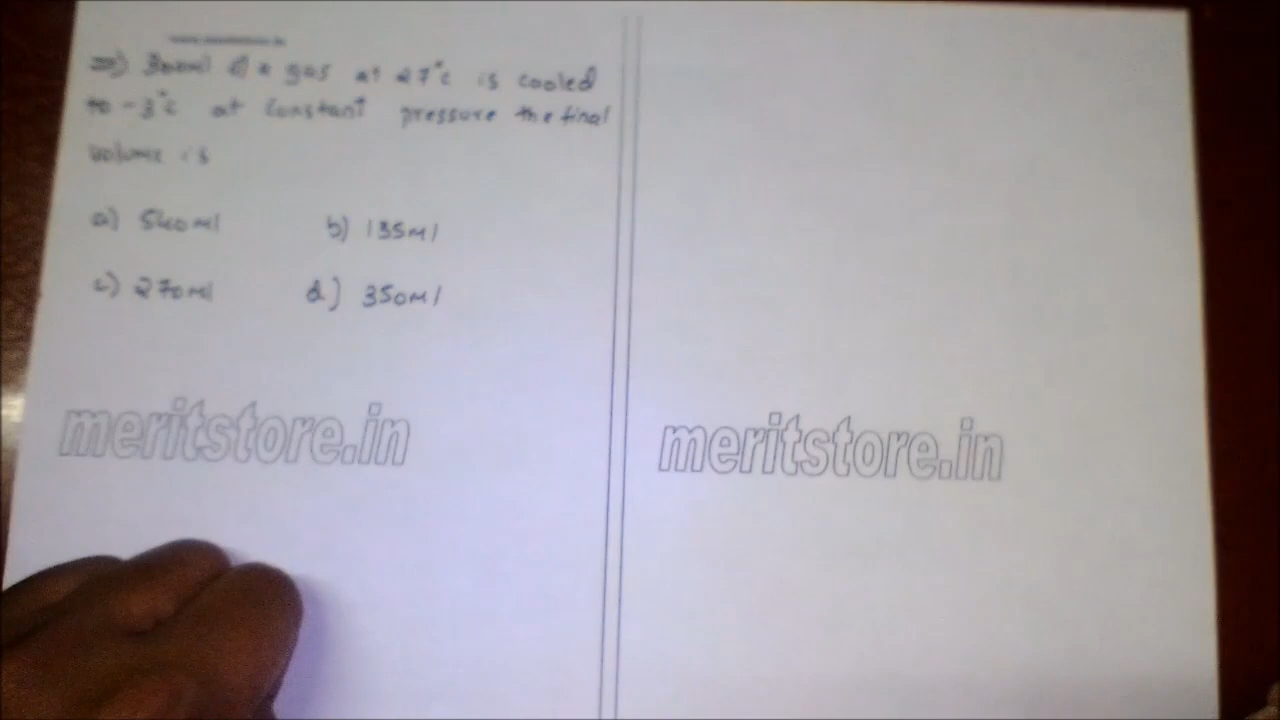 300ml of a gas at 27°C is cooled
to -3°C at constant pressure the final
volume is
a) 540ml b) 135ml
c) 270ml d) 350ml
meritstore.in meritstore.in